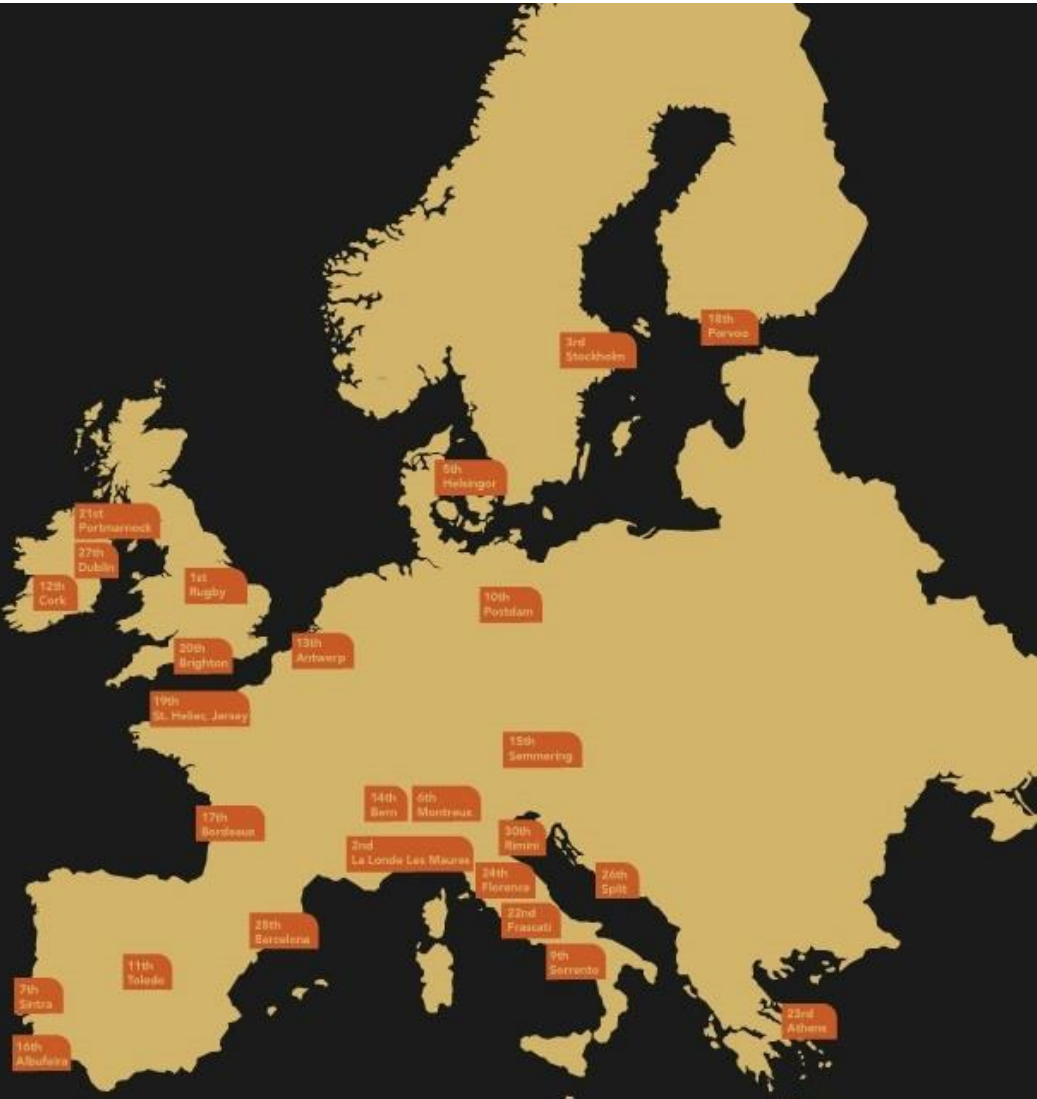 18th
Porvoo
3rd
Stockholm
5th
Helsingor
21st
Portmarnock
27th
Dublin
12th
Cork
1st
Rugby
10th
Postdam
20th
Brighton
13th
Antwerp
19th
St. Helier, Jersey
15th
Semmering
14th
Bern
6th
Montreux
17th
Bordeaux
30th
Rimini
2nd
La Londe Les Maures
24th
Florence
26th
Split
22nd
Frascati
Barcelona
11th
Toledo
9th
Sorrento
7th
Sintra
23rd
Athens
16th
Albufeira